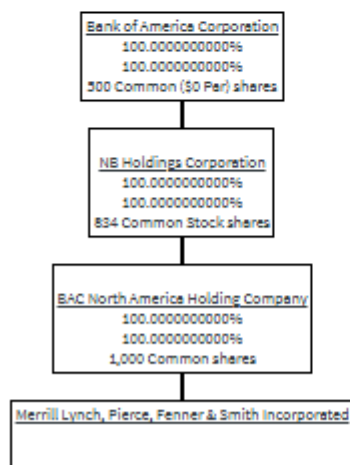 Bank of America Corporation
100.0000000000%
100.0000000000%
300 Common ($0 Par) shares
NB Holdings Corporation
100.0000000000%
100.0000000000%
834 Common Stock shares
BAC North America Holding Company
100.0000000000%
100.0000000000%
1,000 Common shares
Merrill Lynch, Pierce, Fenner & Smith Incorporated